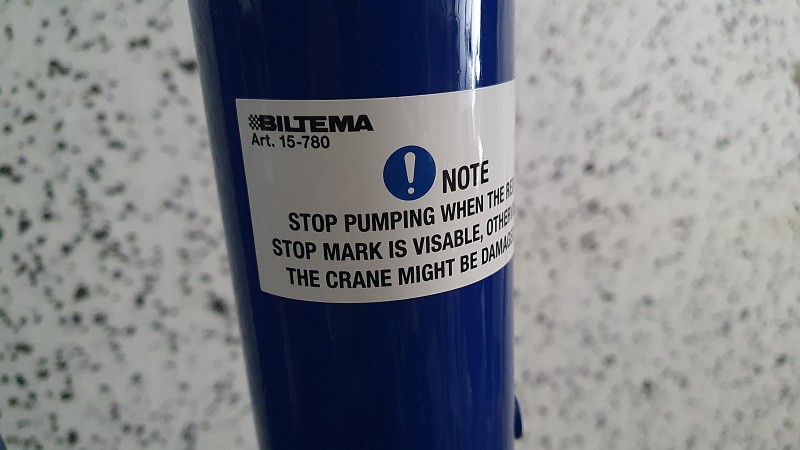 BILTEMA
Art. 15-780
NOTE
STOP PUMPING WHEN THE
STOP MARK IS VISABLE,
THE CRANE MIGHT BE